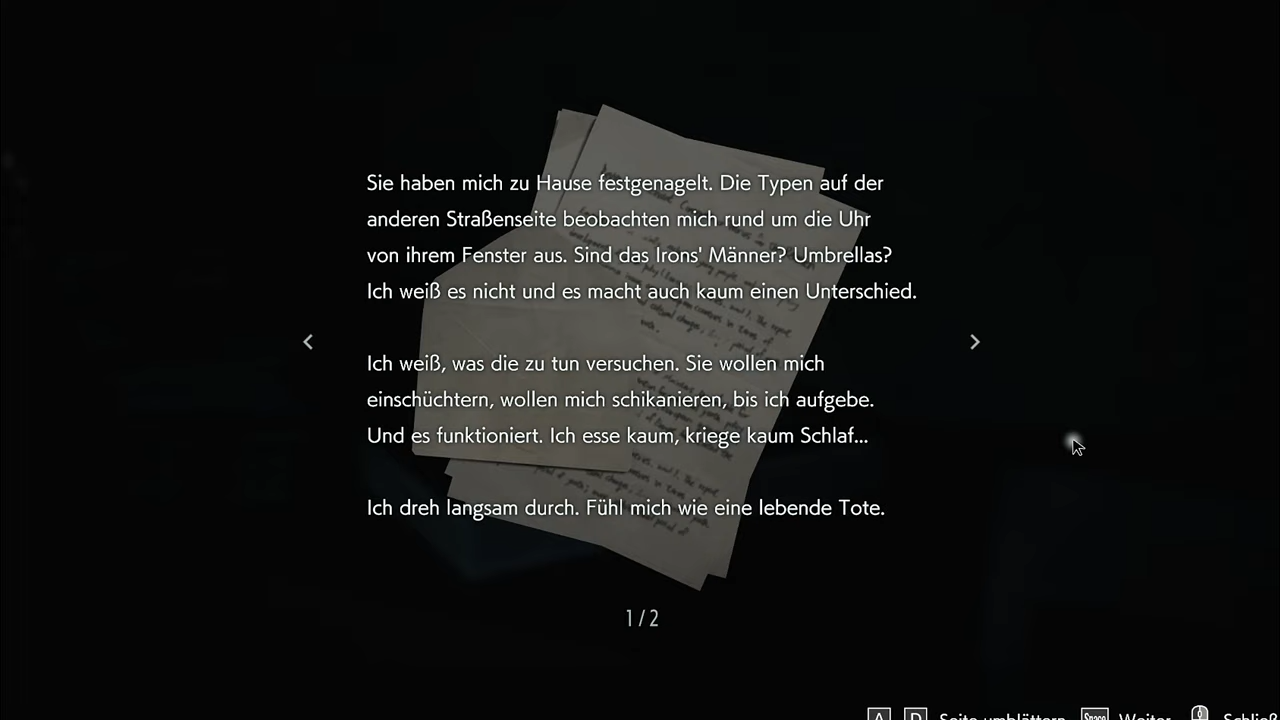 Sie haben mich zu Hause festgenagelt. Die Typen auf der
anderen Straßenseite beobachten mich rund um die Uhr
von ihrem Fenster aus. Sind das Irons' Männer? Umbrellas?
Ich weiß es nicht und es macht auch kaum einen Unterschied.
Ich weiß, was die zu tun versuchen. Sie wollen mich
einschüchtern, wollen mich schikanieren, bis ich aufgebe.
Und es funktioniert. Ich esse kaum, kriege kaum Schlaf...
Ich dreh langsam durch. Fühl mich wie eine lebende Tote.
1 / 2
A D Seite umblättern Space Weiter Schließ